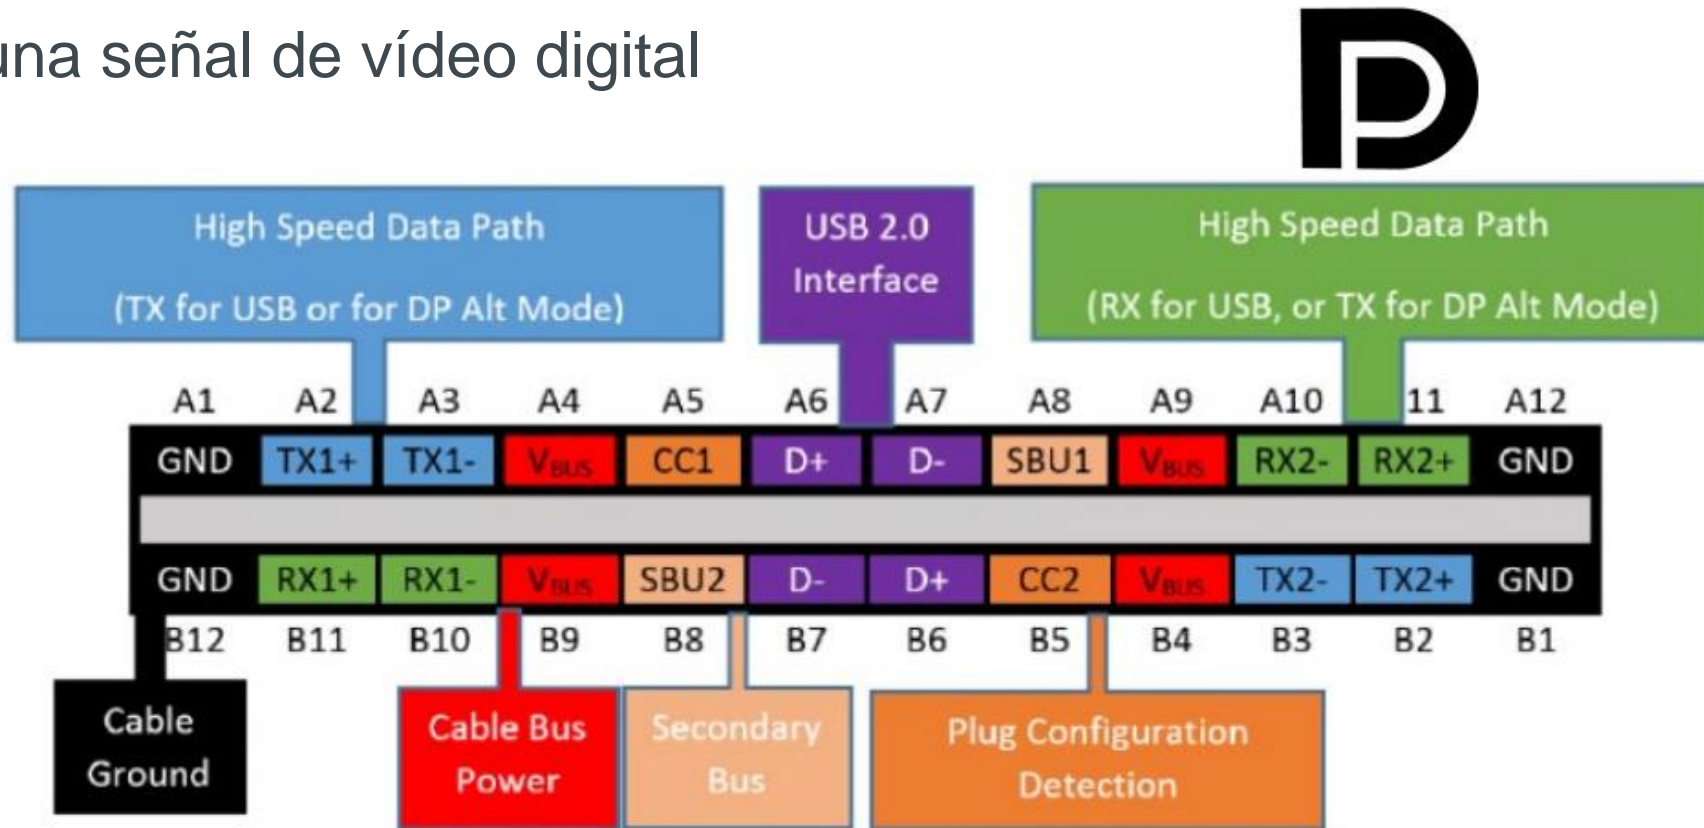 una señal de vídeo digital
High Speed Data Path
(TX for USB or for DP Alt Mode)
USB 2.0
Interface
High Speed Data Path
(RX for USB, or TX for DP Alt Mode)
A1 A2 A3 A4 A5 A6 A7 A8 A9 A10 11 A12
GND TX1+ TX1- VBUS CC1 D+ D- SBU1 VBUS RX2- RX2+ GND
GND RX1+ RX1- VBUS SBU2 D- D+ CC2 VBUS TX2- TX2+ GND
B12 B11 B10 B9 B8 B7 B6 B5 B4 B3 B2 B1
Cable
Ground
Cable Bus
Power
Secondary
Bus
Plug Configuration
Detection